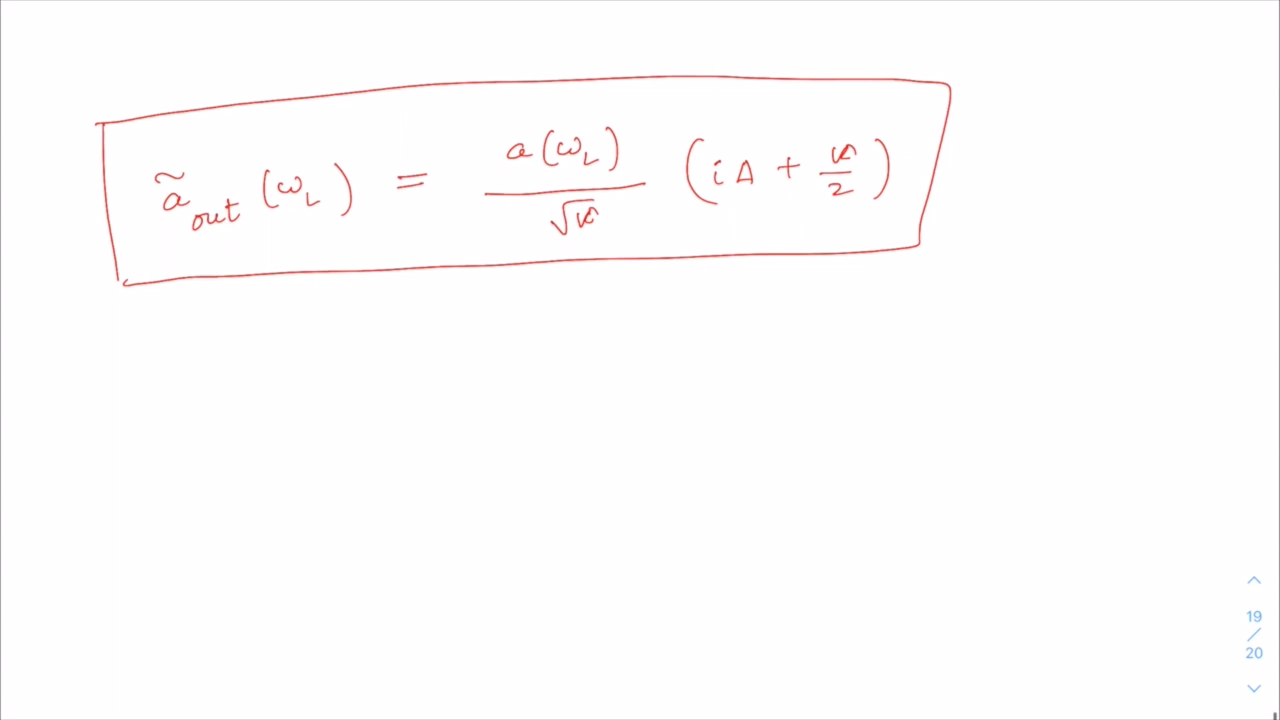 ã_out (ω_L) = a(ω_L) / √κ (iΔ + κ/2)
19
/
20